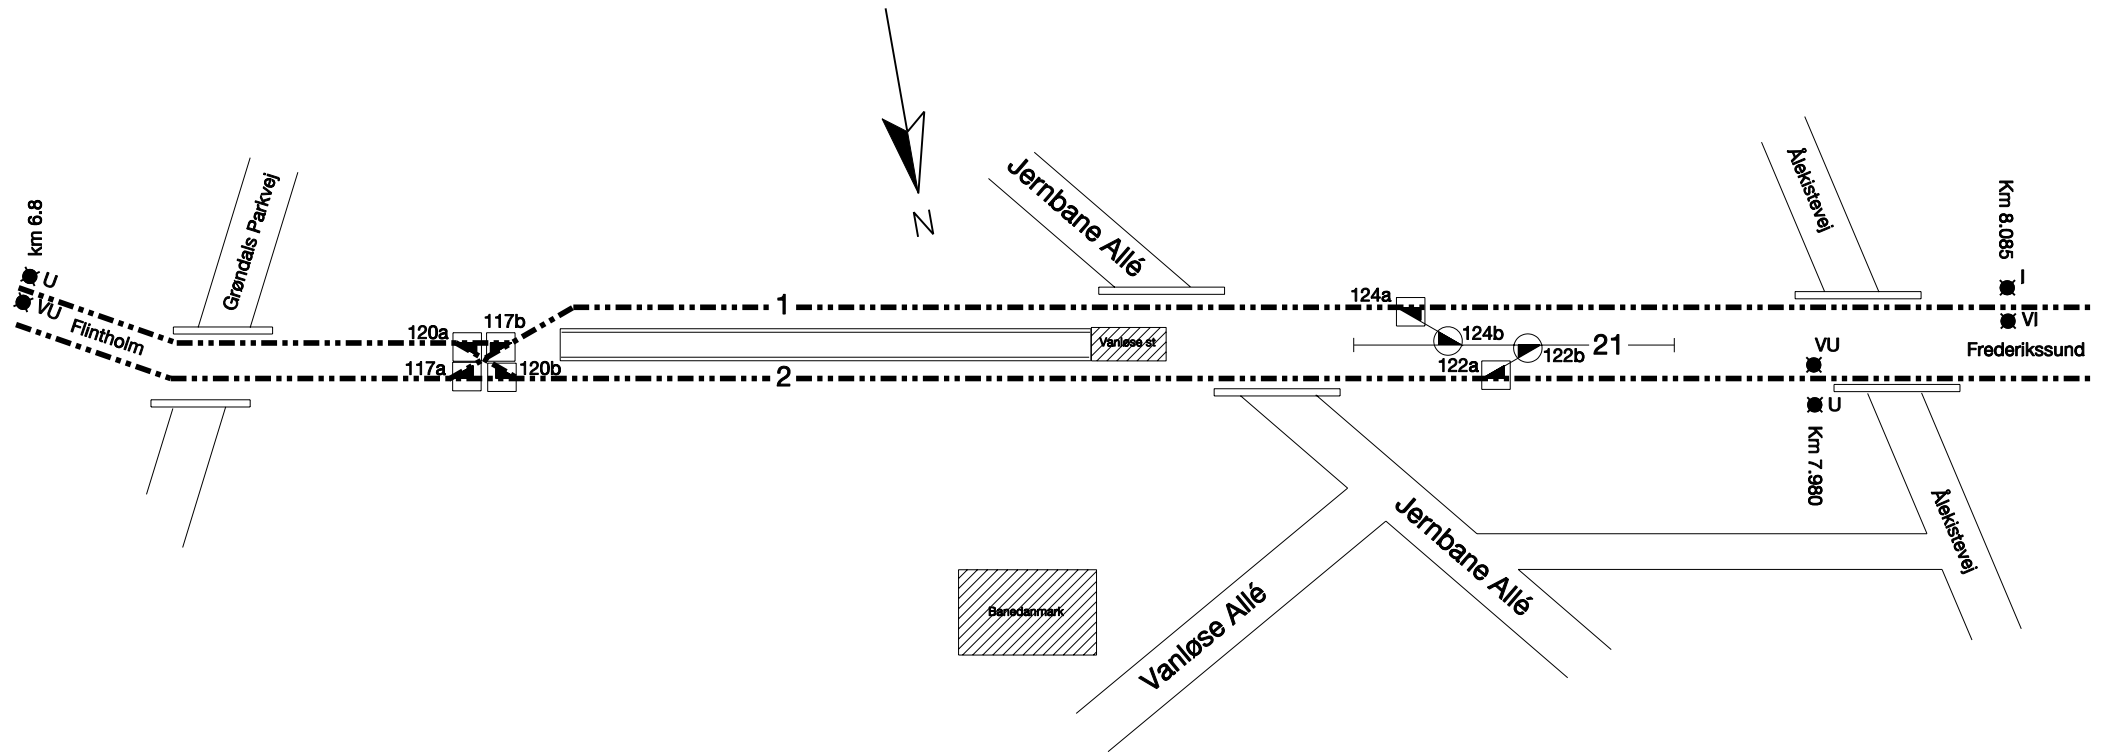 km 6.8
U
VU
Flintholm
Grøndals Parkvej
120a
117b
117a
120b
1
2
N
Jernbane Allé
Vanløse st
124a
124b
122a
122b
21
Ålekistevej
Km 8.085
I
VI
Frederikssund
VU
U
Km 7.980
Ålekistevej
Jernbane Allé
Vanløse Allé
Banedanmark